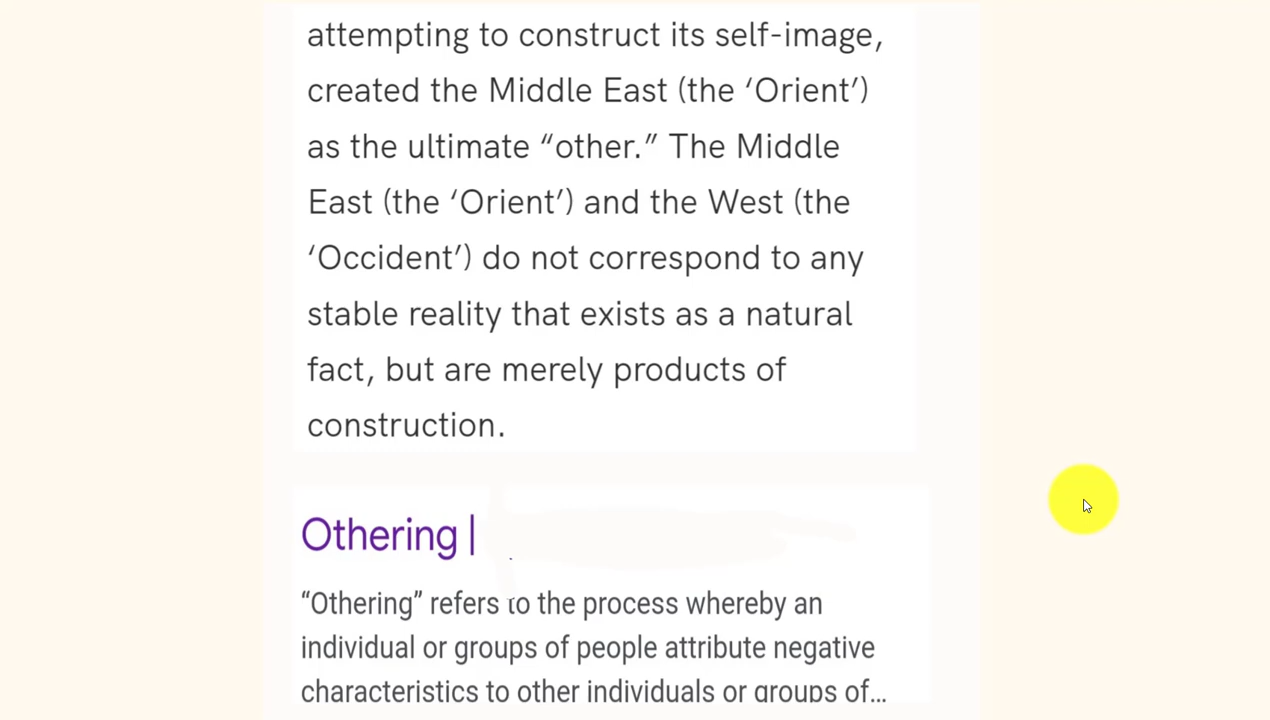 attempting to construct its self-image,
created the Middle East (the ‘Orient’)
as the ultimate “other.” The Middle
East (the ‘Orient’) and the West (the
‘Occident’) do not correspond to any
stable reality that exists as a natural
fact, but are merely products of
construction.
Othering |
“Othering” refers to the process whereby an
individual or groups of people attribute negative
characteristics to other individuals or groups of…